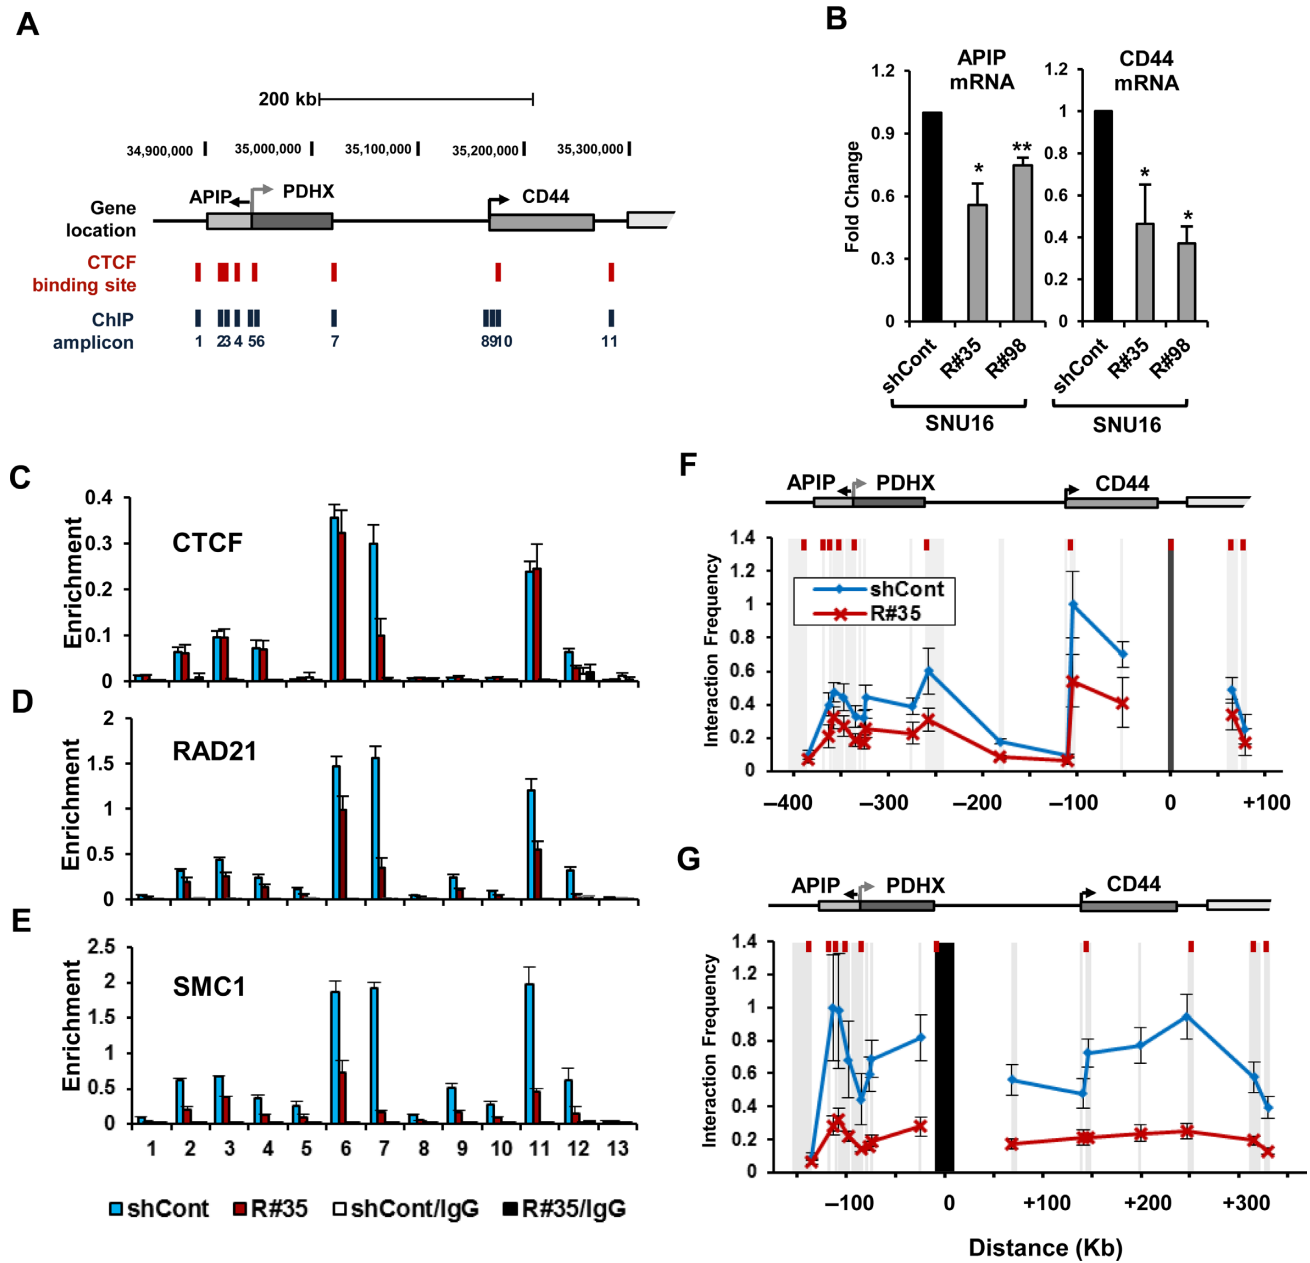 A
200 kb
34,900,000
35,000,000
35,100,000
35,200,000
35,300,000
APIP
PDHX
CD44
Gene
location
CTCF
binding site
ChIP
amplicon
1 23 4 56 7 8910 11
B
APIP
mRNA
CD44
mRNA
Fold Change
1.2
0.9
0.6
0.3
0
*
**
1.2
1
0.8
0.6
0.4
0.2
0
*
*
shCont
R#35
R#98
SNU16
shCont
R#35
R#98
SNU16
C
CTCF
Enrichment
0.4
0.3
0.2
0.1
0
D
RAD21
Enrichment
2
1.5
1
0.5
0
E
SMC1
Enrichment
2.5
2
1.5
1
0.5
0
1 2 3 4 5 6 7 8 9 10 11 12 13
shCont R#35 shCont/IgG R#35/IgG
F
APIP
PDHX
CD44
Interaction Frequency
1.4
1.2
1
0.8
0.6
0.4
0.2
0
shCont
R#35
–400 –300 –200 –100 0 +100
G
APIP
PDHX
CD44
Interaction Frequency
1.4
1.2
1
0.8
0.6
0.4
0.2
0
–100 0 +100 +200 +300
Distance (Kb)